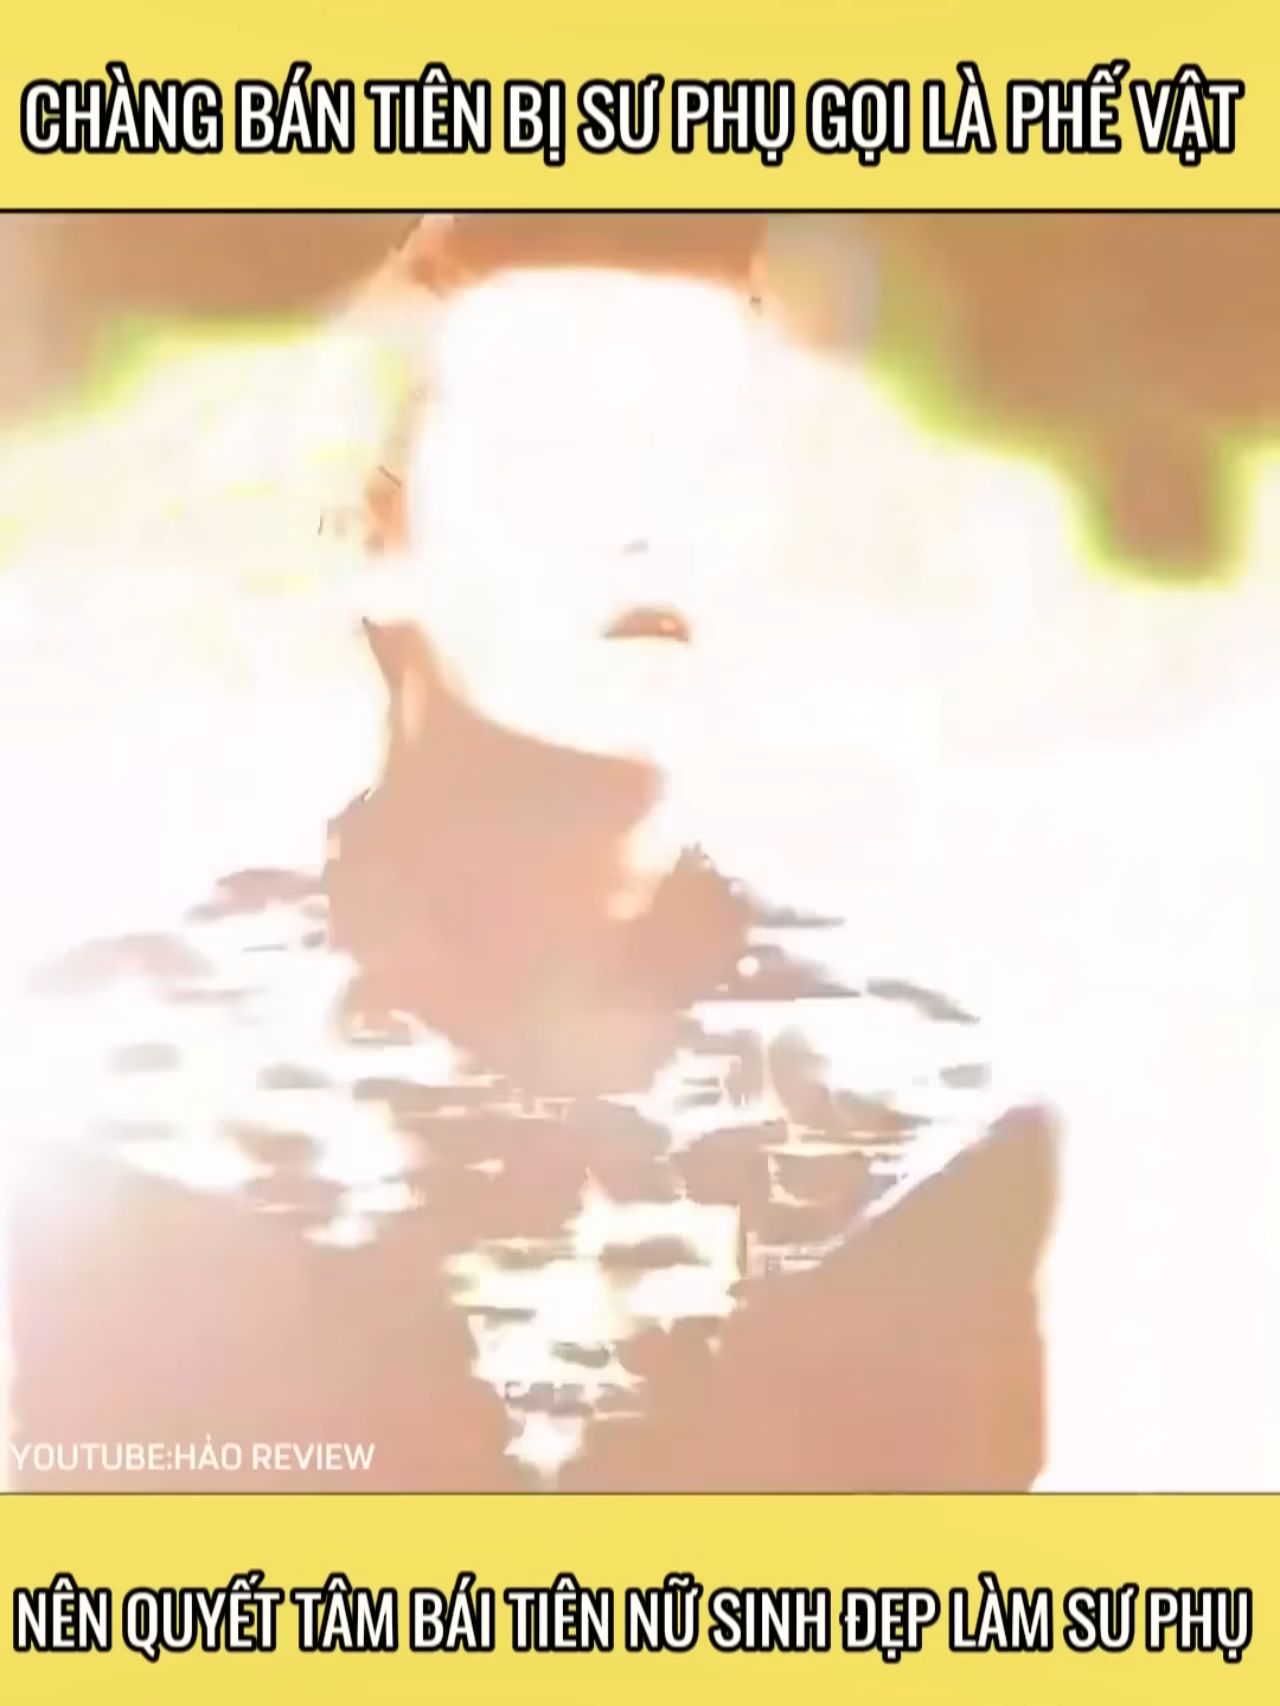 CHÀNG BÁN TIÊN BỊ SƯ PHỤ GỌI LÀ PHẾ VẬT
YOUTUBE:HẢO REVIEW
NÊN QUYẾT TÂM BÁI TIÊN NỮ SINH ĐẸP LÀM SƯ PHỤ